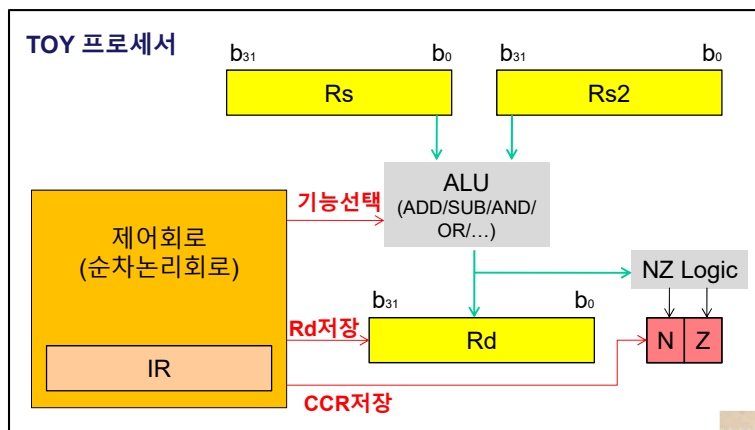 TOY 프로세서
b31 b0 b31 b0
Rs Rs2
ALU
(ADD/SUB/AND/
OR/...)
기능선택
제어회로
(순차논리회로)
NZ Logic
b31 b0
Rd저장
Rd
N Z
IR
CCR저장